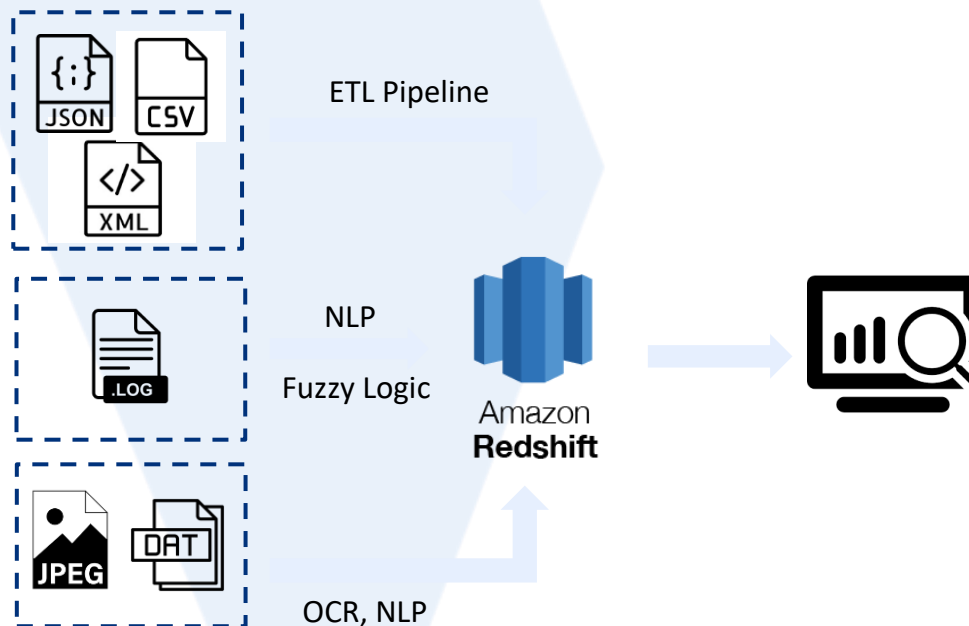 {;}
JSON
CSV
</>
XML
ETL Pipeline
.LOG
NLP
Fuzzy Logic
Amazon
Redshift
JPEG
DAT
OCR, NLP